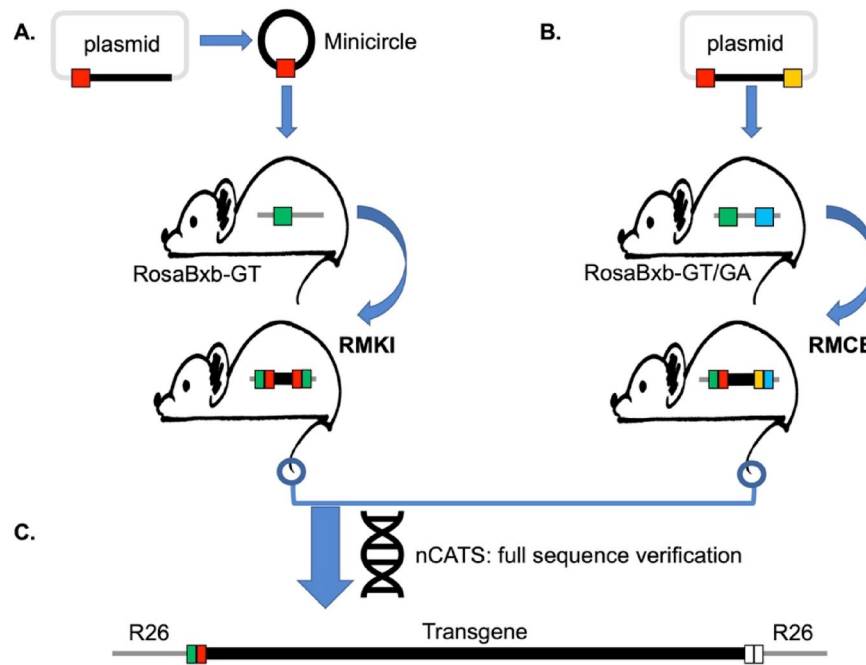 A.
plasmid
Minicircle
B.
plasmid
RosaBxb-GT
RosaBxb-GT/GA
RMKI
RMCE
C.
nCATS: full sequence verification
R26
Transgene
R26